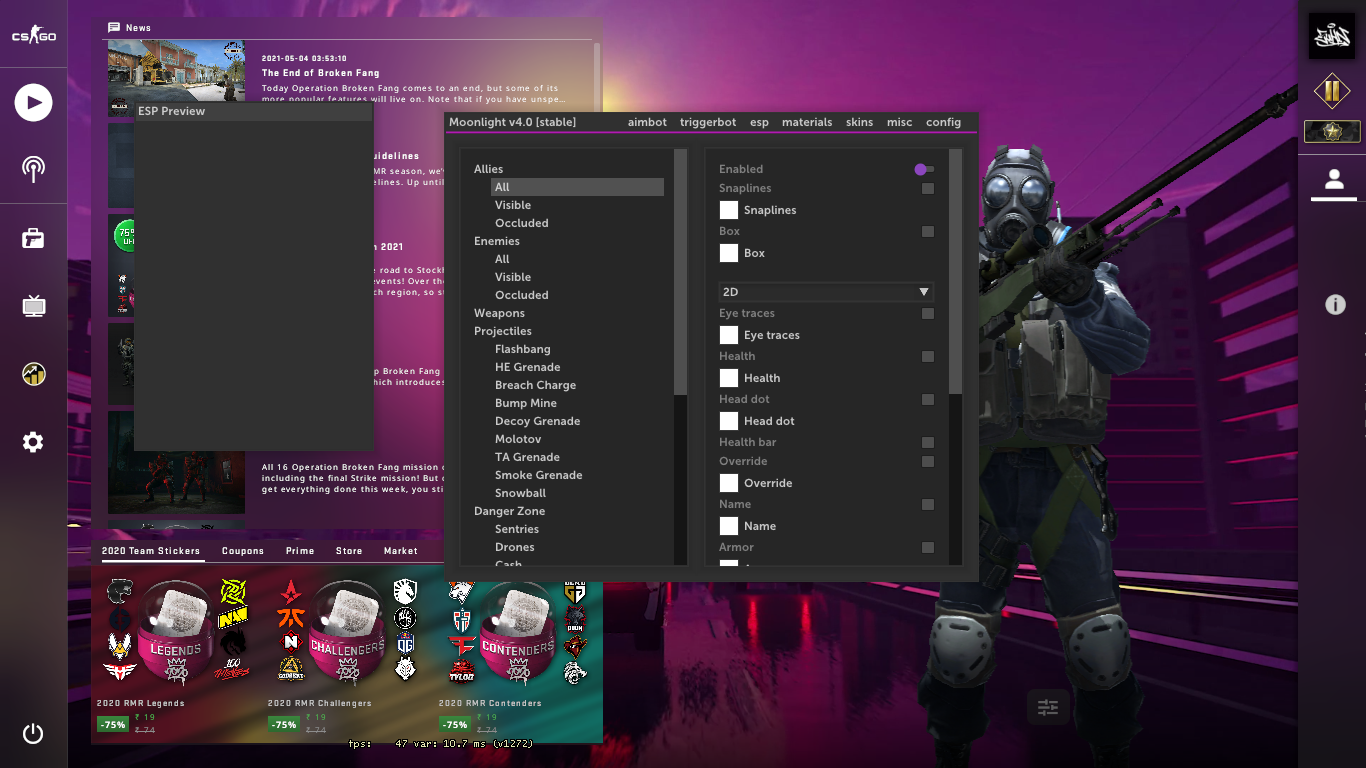 CS GO
News
2021-05-04 03:53:10
The End of Broken Fang
Today Operation Broken Fang comes to an end, but some of its
more popular features will live on. Note that if you have unspe...
ESP Preview
uidelines
MR season, we'
elines. Up until
75%
n 2021
e road to Stockh
events! Over the
ch region, so s
p Broken Fang
hich introduces
All 16 Operation Broken Fang mission
including the final Strike mission! But
get everything done this week, you sti
Moonlight v4.0 [stable]
aimbot
triggerbot
esp
materials
skins
misc
config
Allies
All
Visible
Occluded
Enemies
All
Visible
Occluded
Weapons
Projectiles
Flashbang
HE Grenade
Breach Charge
Bump Mine
Decoy Grenade
Molotov
TA Grenade
Smoke Grenade
Snowball
Danger Zone
Sentries
Drones
Cash
Enabled
Snaplines
Snaplines
Box
Box
2D
Eye traces
Eye traces
Health
Health
Head dot
Head dot
Health bar
Override
Override
Name
Name
Armor
2020 Team Stickers
Coupons
Prime
Store
Market
LEGENDS
CHALLENGERS
CONTENDERS
2020 RMR Legends
-75%
₹ 19
₹ 74
2020 RMR Challengers
-75%
₹ 19
₹ 74
2020 RMR Contenders
-75%
₹ 19
₹ 74
fps: 47 var: 10.7 ms (v1272)